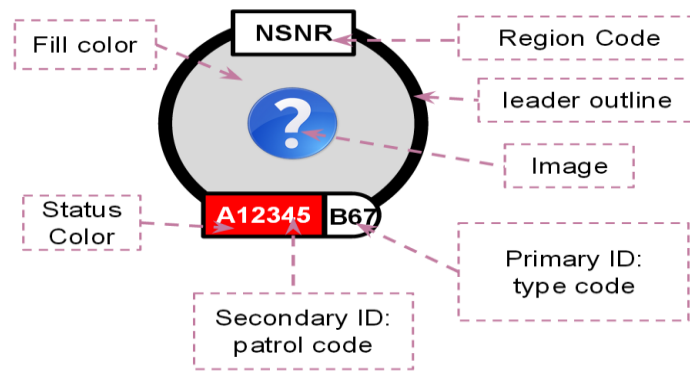 NSNR
Region Code
Fill color
leader outline
?
Image
Status
Color
A12345
B67
Primary ID:
type code
Secondary ID:
patrol code